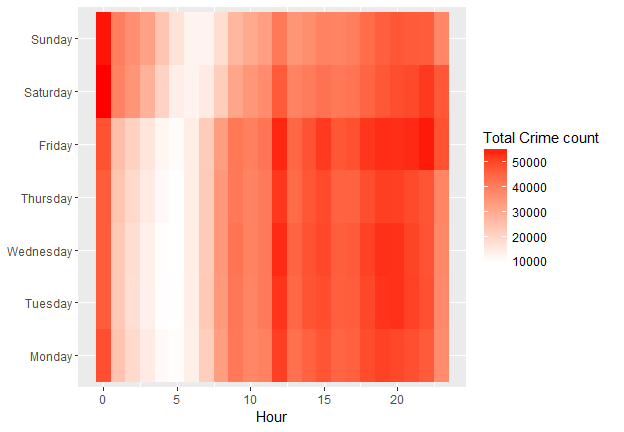 Sunday
Saturday
Friday
Thursday
Wednesday
Tuesday
Monday
0 5 10 15 20
Hour
Total Crime count
50000
40000
30000
20000
10000